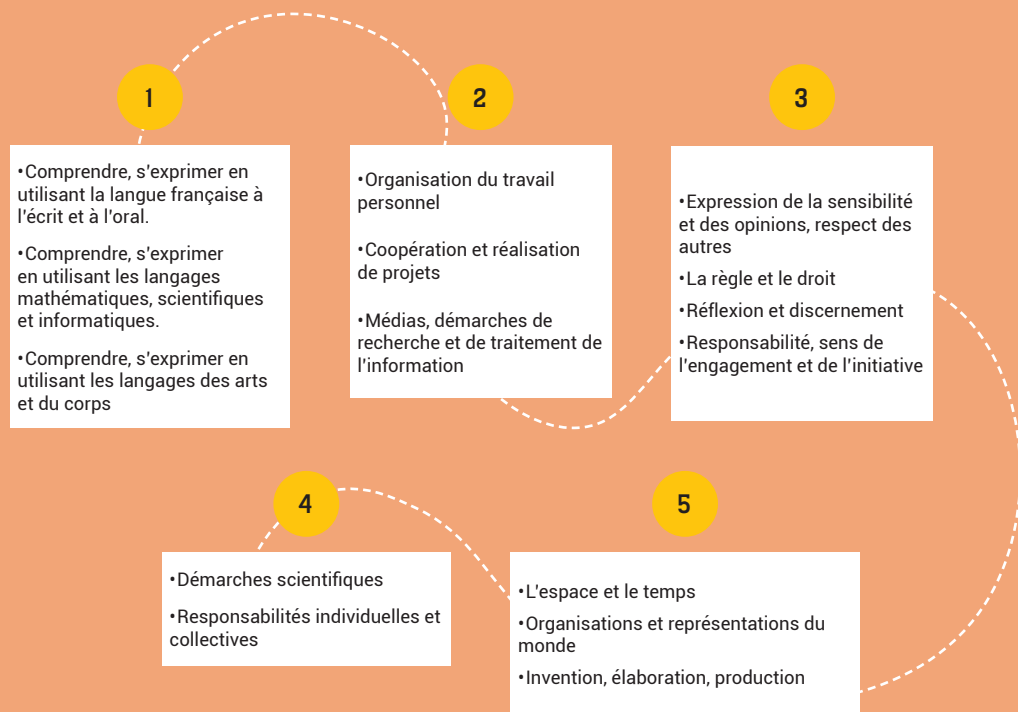 1
•Comprendre, s'exprimer en
utilisant la langue française à
l'écrit et à l'oral.
•Comprendre, s'exprimer
en utilisant les langages
mathématiques, scientifiques
et informatiques.
•Comprendre, s'exprimer en
utilisant les langages des arts
et du corps
2
•Organisation du travail
personnel
•Coopération et réalisation
de projets
•Médias, démarches de
recherche et de traitement de
l'information
3
•Expression de la sensibilité
et des opinions, respect des
autres
•La règle et le droit
•Réflexion et discernement
•Responsabilité, sens de
l'engagement et de l'initiative
4
•Démarches scientifiques
•Responsabilités individuelles et
collectives
5
•L'espace et le temps
•Organisations et représentations du
monde
•Invention, élaboration, production